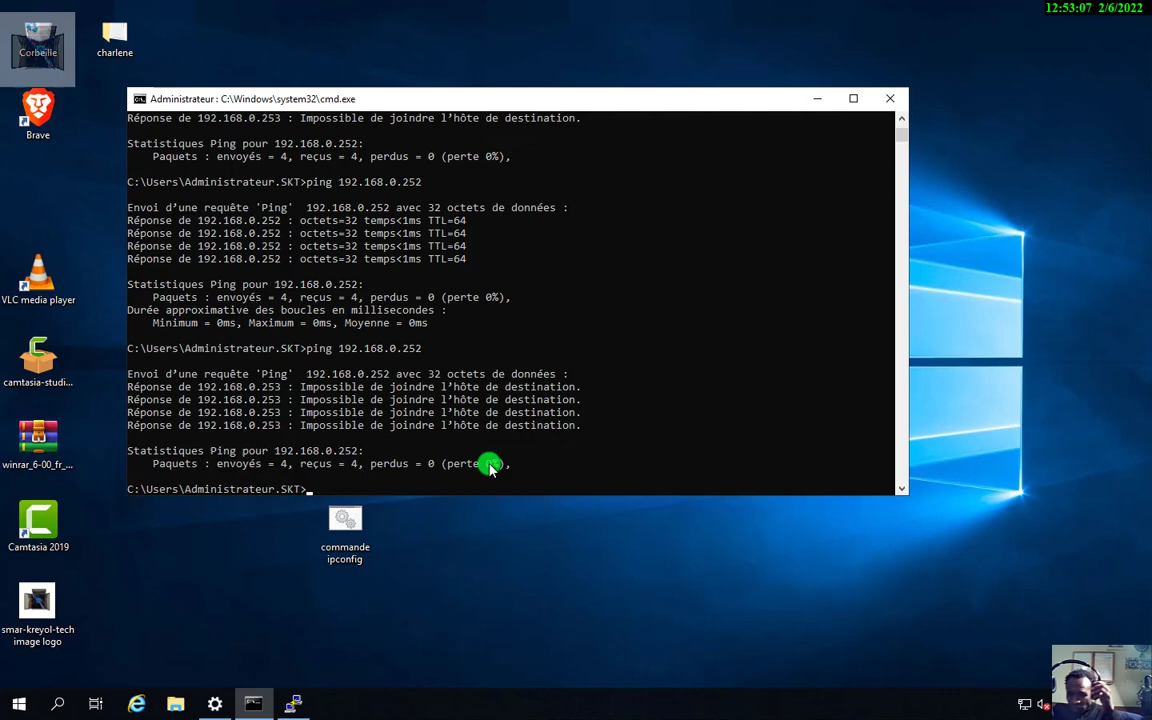 12:53:07 2/6/2022
Corbeille
charlene
Brave
VLC media player
camtasia-studi...
winrar_6-00_fr_...
Camtasia 2019
smar-kreyol-tech
image logo
Administrateur : C:\Windows\system32\cmd.exe
Réponse de 192.168.0.253 : Impossible de joindre l’hôte de destination.
Statistiques Ping pour 192.168.0.252:
Paquets : envoyés = 4, reçus = 4, perdus = 0 (perte 0%),
C:\Users\Administrateur.SKT>ping 192.168.0.252
Envoi d’une requête 'Ping'  192.168.0.252 avec 32 octets de données :
Réponse de 192.168.0.252 : octets=32 temps<1ms TTL=64
Réponse de 192.168.0.252 : octets=32 temps<1ms TTL=64
Réponse de 192.168.0.252 : octets=32 temps<1ms TTL=64
Réponse de 192.168.0.252 : octets=32 temps<1ms TTL=64
Statistiques Ping pour 192.168.0.252:
Paquets : envoyés = 4, reçus = 4, perdus = 0 (perte 0%),
Durée approximative des boucles en millisecondes :
Minimum = 0ms, Maximum = 0ms, Moyenne = 0ms
C:\Users\Administrateur.SKT>ping 192.168.0.252
Envoi d’une requête 'Ping'  192.168.0.252 avec 32 octets de données :
Réponse de 192.168.0.253 : Impossible de joindre l’hôte de destination.
Réponse de 192.168.0.253 : Impossible de joindre l’hôte de destination.
Réponse de 192.168.0.253 : Impossible de joindre l’hôte de destination.
Réponse de 192.168.0.253 : Impossible de joindre l’hôte de destination.
Statistiques Ping pour 192.168.0.252:
Paquets : envoyés = 4, reçus = 4, perdus = 0 (perte 0%),
C:\Users\Administrateur.SKT>
commande
ipconfig